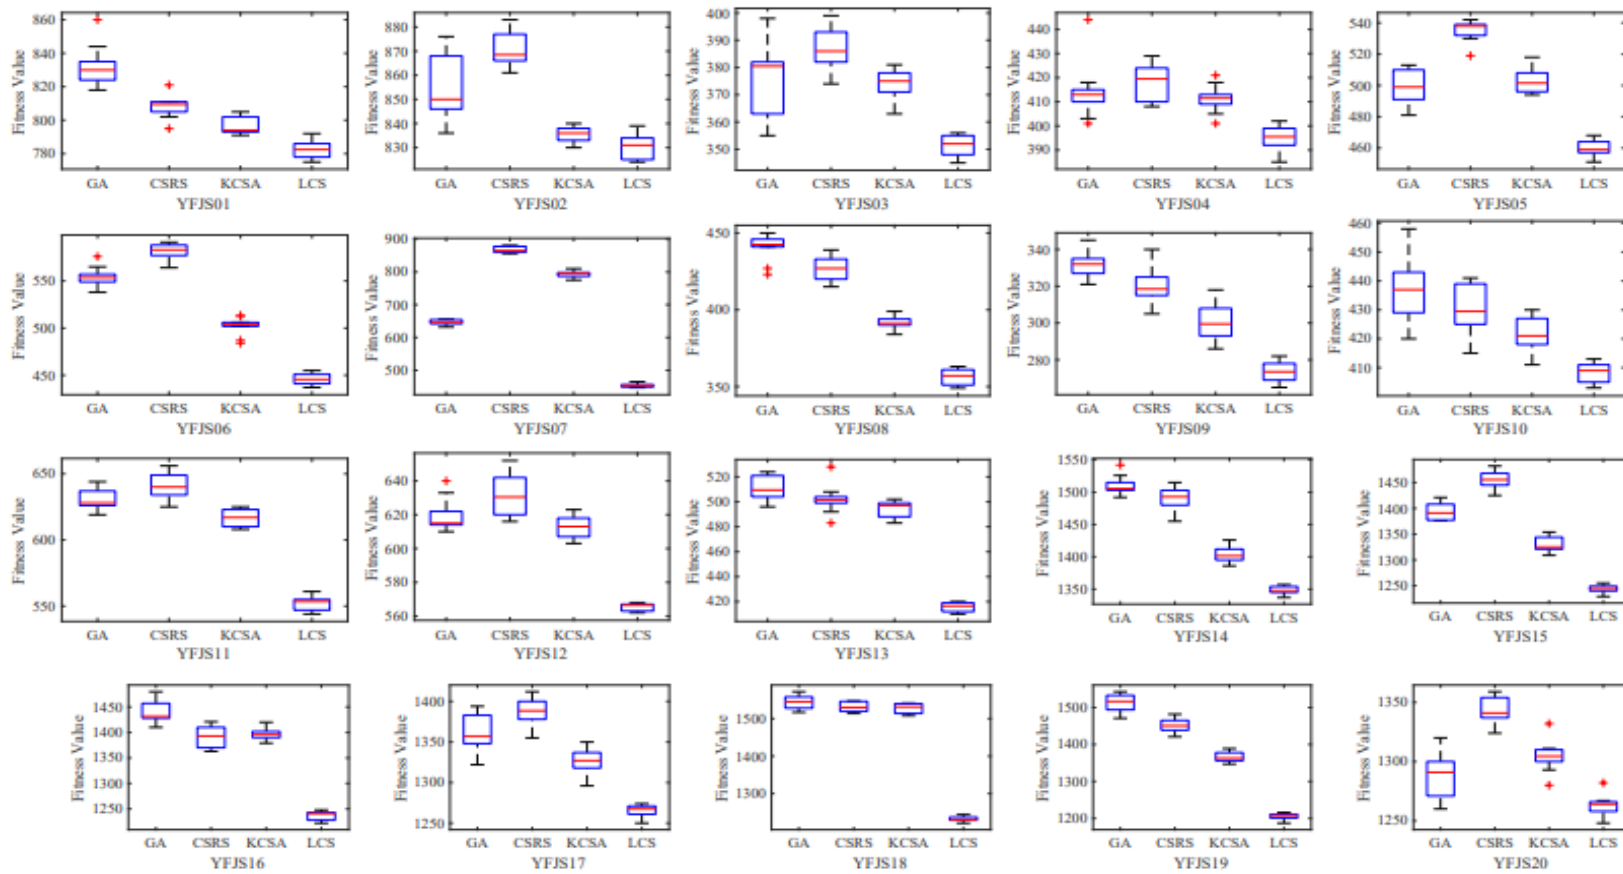 860
840
820
800
780
Fitness Value
GA CSRS KCSA LCS
YFJS01
880
870
860
850
840
830
Fitness Value
GA CSRS KCSA LCS
YFJS02
400
390
380
370
360
350
Fitness Value
GA CSRS KCSA LCS
YFJS03
440
430
420
410
400
390
Fitness Value
GA CSRS KCSA LCS
YFJS04
540
520
500
480
460
Fitness Value
GA CSRS KCSA LCS
YFJS05
550
500
450
Fitness Value
GA CSRS KCSA LCS
YFJS06
900
800
700
600
500
Fitness Value
GA CSRS KCSA LCS
YFJS07
450
400
350
Fitness Value
GA CSRS KCSA LCS
YFJS08
340
320
300
280
Fitness Value
GA CSRS KCSA LCS
YFJS09
460
450
440
430
420
410
Fitness Value
GA CSRS KCSA LCS
YFJS10
650
600
550
Fitness Value
GA CSRS KCSA LCS
YFJS11
640
620
600
580
560
Fitness Value
GA CSRS KCSA LCS
YFJS12
520
500
480
460
440
420
Fitness Value
GA CSRS KCSA LCS
YFJS13
1550
1500
1450
1400
1350
Fitness Value
GA CSRS KCSA LCS
YFJS14
1450
1400
1350
1300
1250
Fitness Value
GA CSRS KCSA LCS
YFJS15
1450
1400
1350
1300
1250
Fitness Value
GA CSRS KCSA LCS
YFJS16
1400
1350
1300
1250
Fitness Value
GA CSRS KCSA LCS
YFJS17
1500
1400
1300
Fitness Value
GA CSRS KCSA LCS
YFJS18
1500
1400
1300
1200
Fitness Value
GA CSRS KCSA LCS
YFJS19
1350
1300
1250
Fitness Value
GA CSRS KCSA LCS
YFJS20